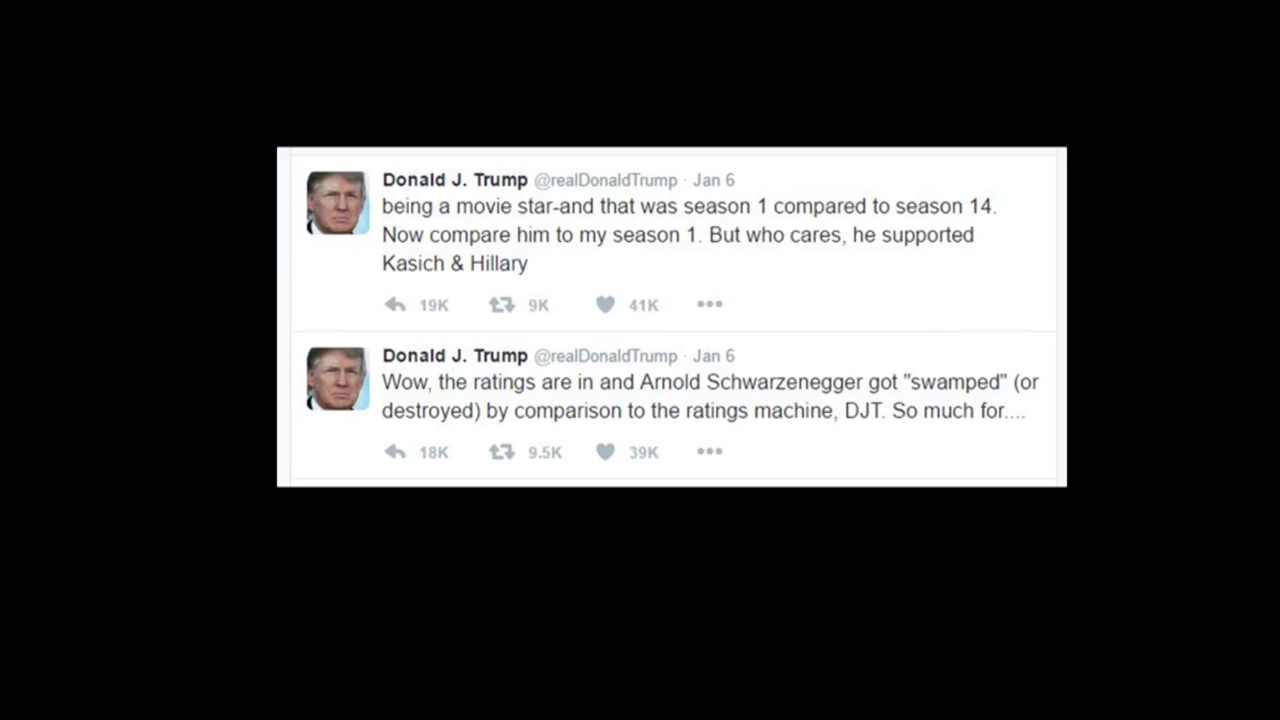 Donald J. Trump @realDonaldTrump · Jan 6
being a movie star-and that was season 1 compared to season 14.
Now compare him to my season 1. But who cares, he supported
Kasich & Hillary
19K 9K 41K •••
Donald J. Trump @realDonaldTrump · Jan 6
Wow, the ratings are in and Arnold Schwarzenegger got "swamped" (or
destroyed) by comparison to the ratings machine, DJT. So much for....
18K 9.5K 39K •••